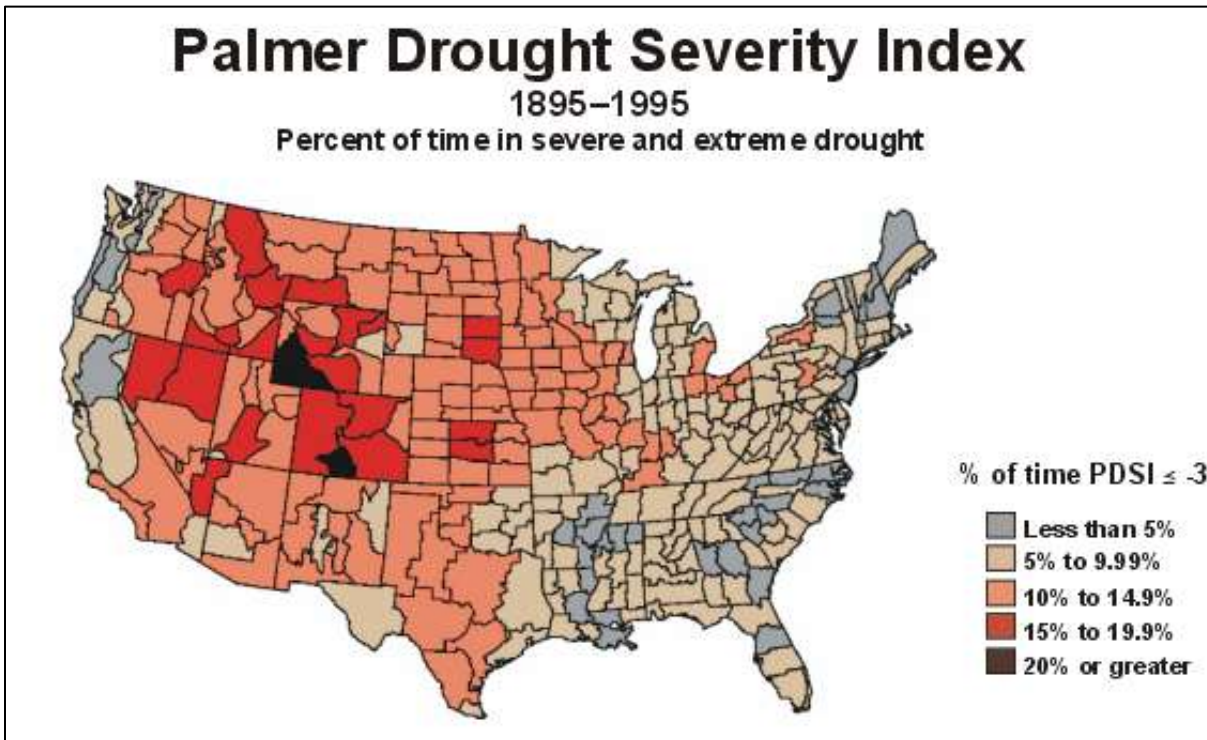 Palmer Drought Severity Index
1895–1995
Percent of time in severe and extreme drought
% of time PDSI ≤ -3
Less than 5%
5% to 9.99%
10% to 14.9%
15% to 19.9%
20% or greater